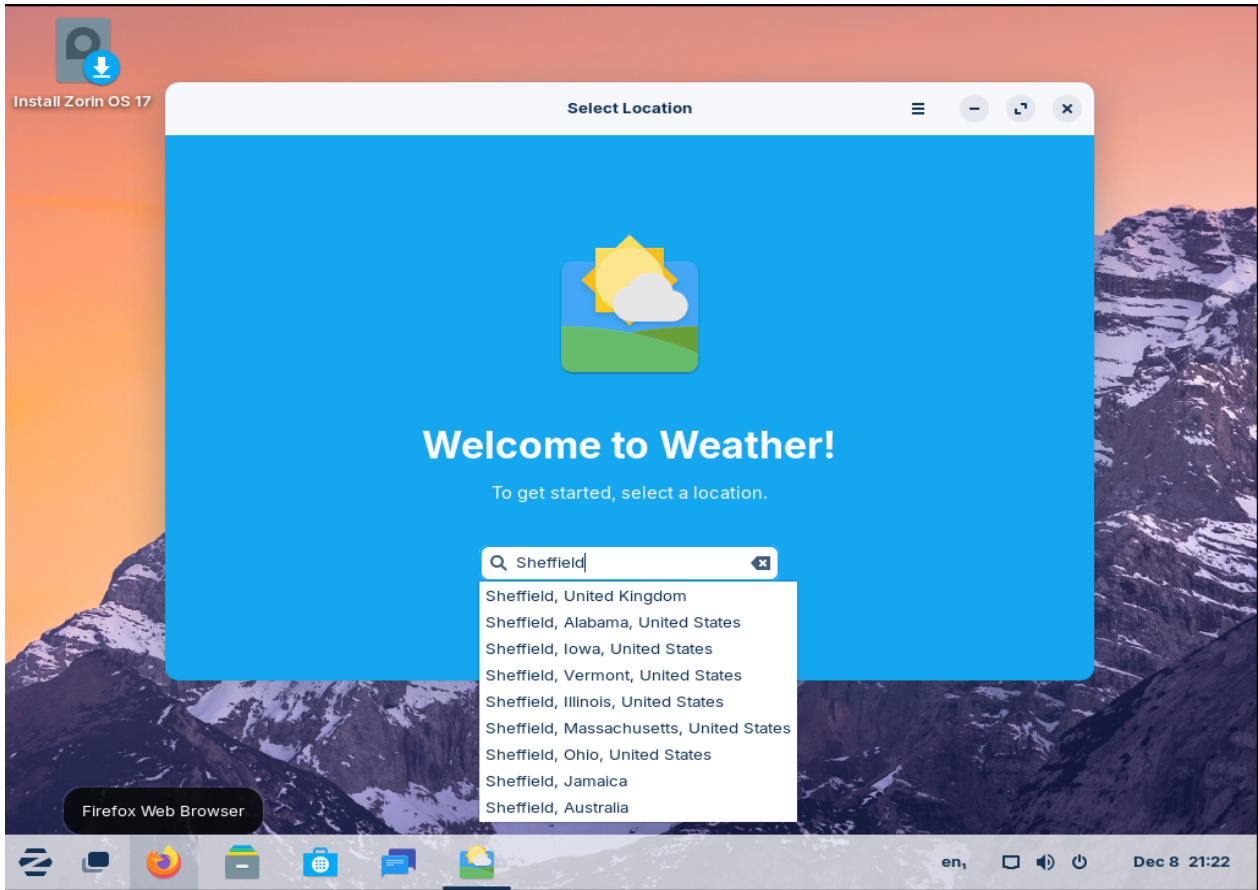 Install Zorin OS 17
Select Location
Welcome to Weather!
To get started, select a location.
Sheffield
Sheffield, United Kingdom
Sheffield, Alabama, United States
Sheffield, Iowa, United States
Sheffield, Vermont, United States
Sheffield, Illinois, United States
Sheffield, Massachusetts, United States
Sheffield, Ohio, United States
Sheffield, Jamaica
Sheffield, Australia
Firefox Web Browser
en₁ Dec 8 21:22